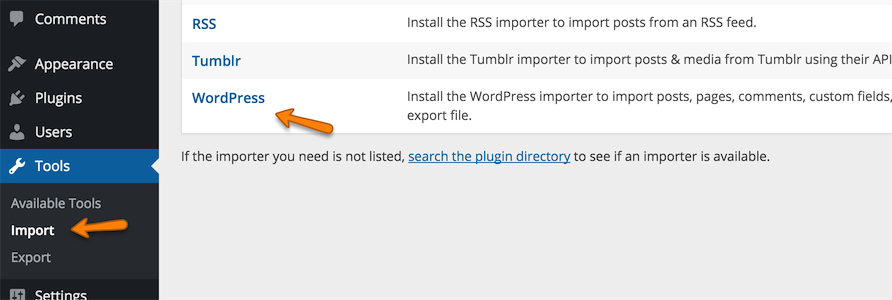 Comments
Appearance
Plugins
Users
Tools
Available Tools
Import
Export
Settings
RSS Install the RSS importer to import posts from an RSS feed.
Tumblr Install the Tumblr importer to import posts & media from Tumblr using their API
WordPress Install the WordPress importer to import posts, pages, comments, custom fields,
export file.
If the importer you need is not listed, search the plugin directory to see if an importer is available.